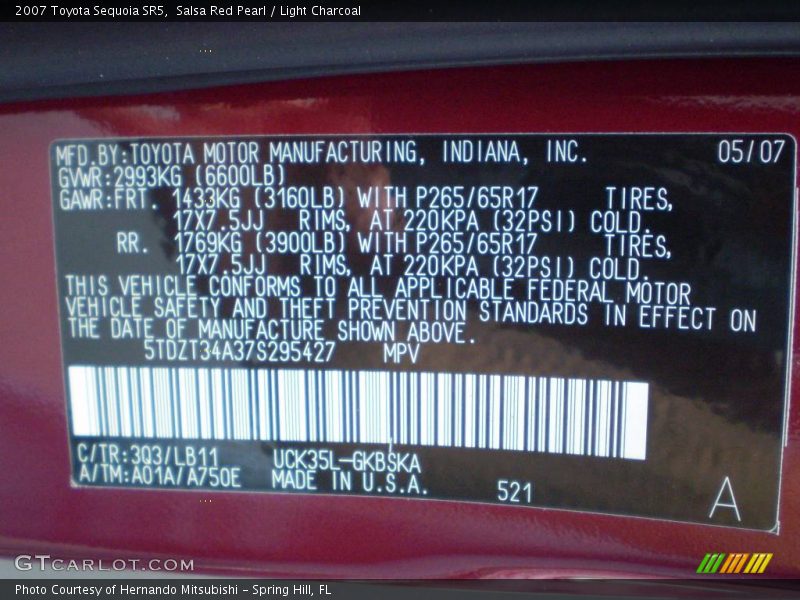 2007 Toyota Sequoia SR5, Salsa Red Pearl / Light Charcoal
MFD.BY:TOYOTA MOTOR MANUFACTURING, INDIANA, INC. 05/07
GVWR:2993KG (6600LB)
GAWR:FRT. 1433KG (3160LB) WITH P265/65R17 TIRES,
17X7.5JJ RIMS, AT 220KPA (32PSI) COLD.
RR. 1769KG (3900LB) WITH P265/65R17 TIRES,
17X7.5JJ RIMS, AT 220KPA (32PSI) COLD.
THIS VEHICLE CONFORMS TO ALL APPLICABLE FEDERAL MOTOR
VEHICLE SAFETY AND THEFT PREVENTION STANDARDS IN EFFECT ON
THE DATE OF MANUFACTURE SHOWN ABOVE.
5TDZT34A37S295427 MPV
C/TR:3Q3/LB11 UCK35L-GKBSKA
A/TM:A01A/A750E MADE IN U.S.A. 521 A
GTCARLOT.COM
Photo Courtesy of Hernando Mitsubishi - Spring Hill, FL